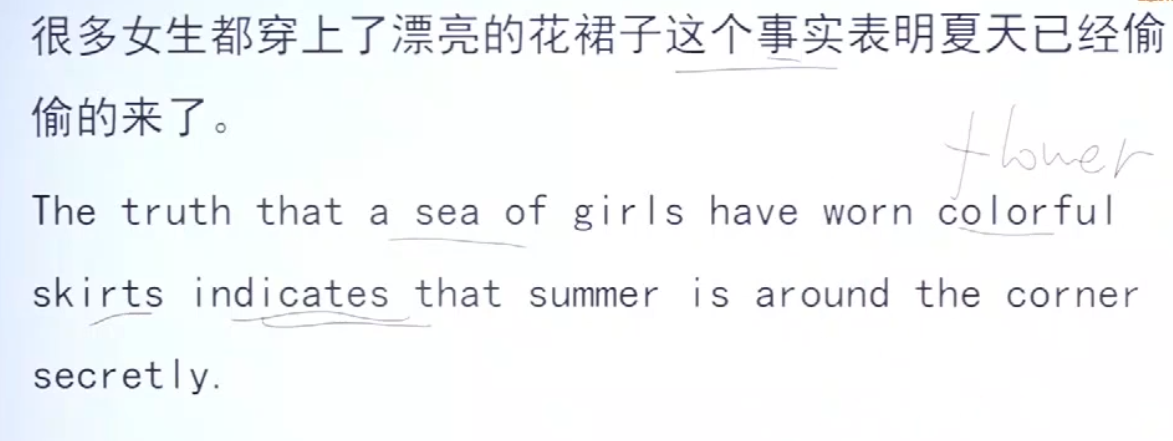 很多女生都穿上了漂亮的花裙子这个事实表明夏天已经偷
偷的来了。
flower
The truth that a sea of girls have worn colorful
skirts indicates that summer is around the corner
secretly.